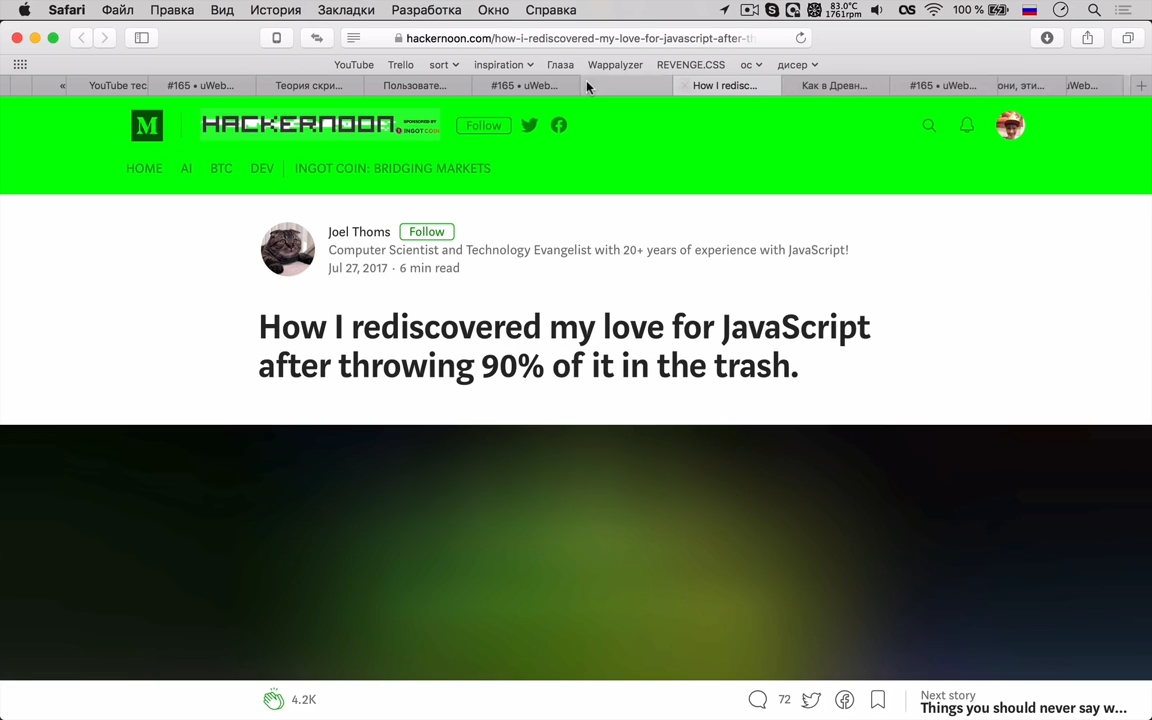 Safari Файл Правка Вид История Закладки Разработка Окно Справка 83.0°C 1761rpm 100 %
hackernoon.com/how-i-rediscovered-my-love-for-javascript-after-th
YouTube Trello sort inspiration Глаза Wappalyzer REVENGE.CSS ос дисер
« YouTube тес #165 • uWeb... Теория скри... Пользовате... #165 • uWeb... How I redisc... Как в Древн... #165 • uWeb... они, эти... uWeb...
M HACKERNOON SPONSORED BY INGOT COIN Follow
HOME AI BTC DEV INGOT COIN: BRIDGING MARKETS
Joel Thoms Follow
Computer Scientist and Technology Evangelist with 20+ years of experience with JavaScript!
Jul 27, 2017 · 6 min read
How I rediscovered my love for JavaScript
after throwing 90% of it in the trash.
4.2K 72
Next story
Things you should never say w...